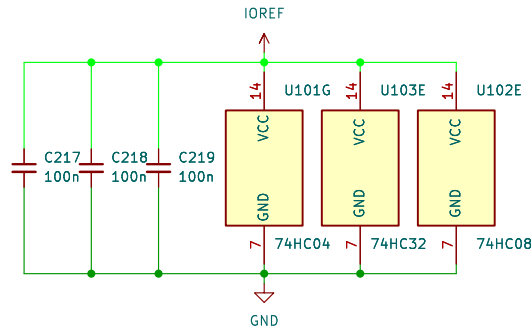 IOREF
14 U101G 14 U103E 14 U102E
VCC VCC VCC
C217 C218 C219
100n 100n 100n
GND GND GND
7 74HC04 7 74HC32 7 74HC08
GND